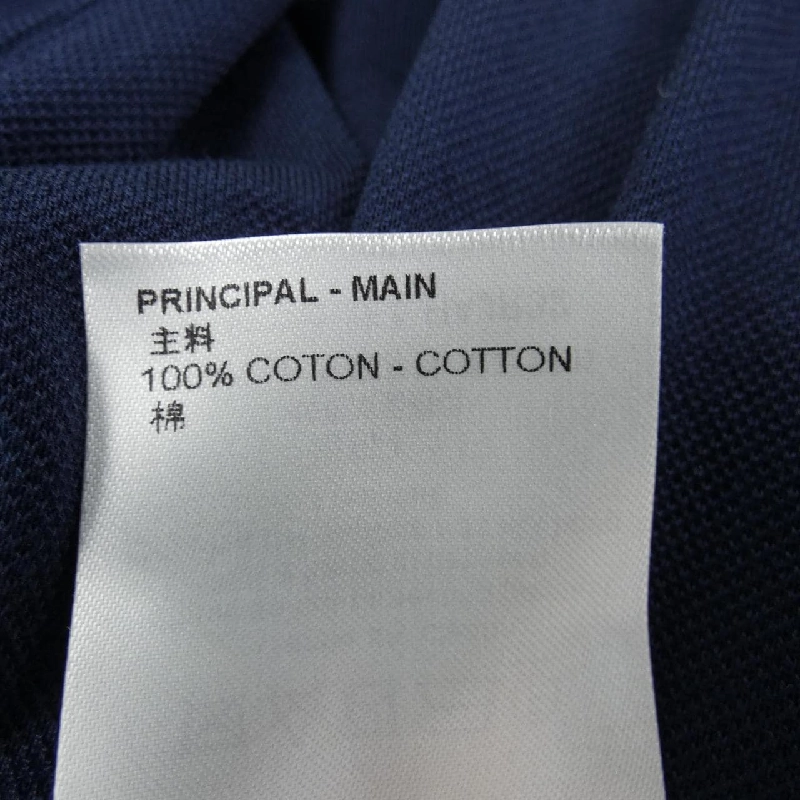 PRINCIPAL - MAIN
主料
100% COTON - COTTON
棉